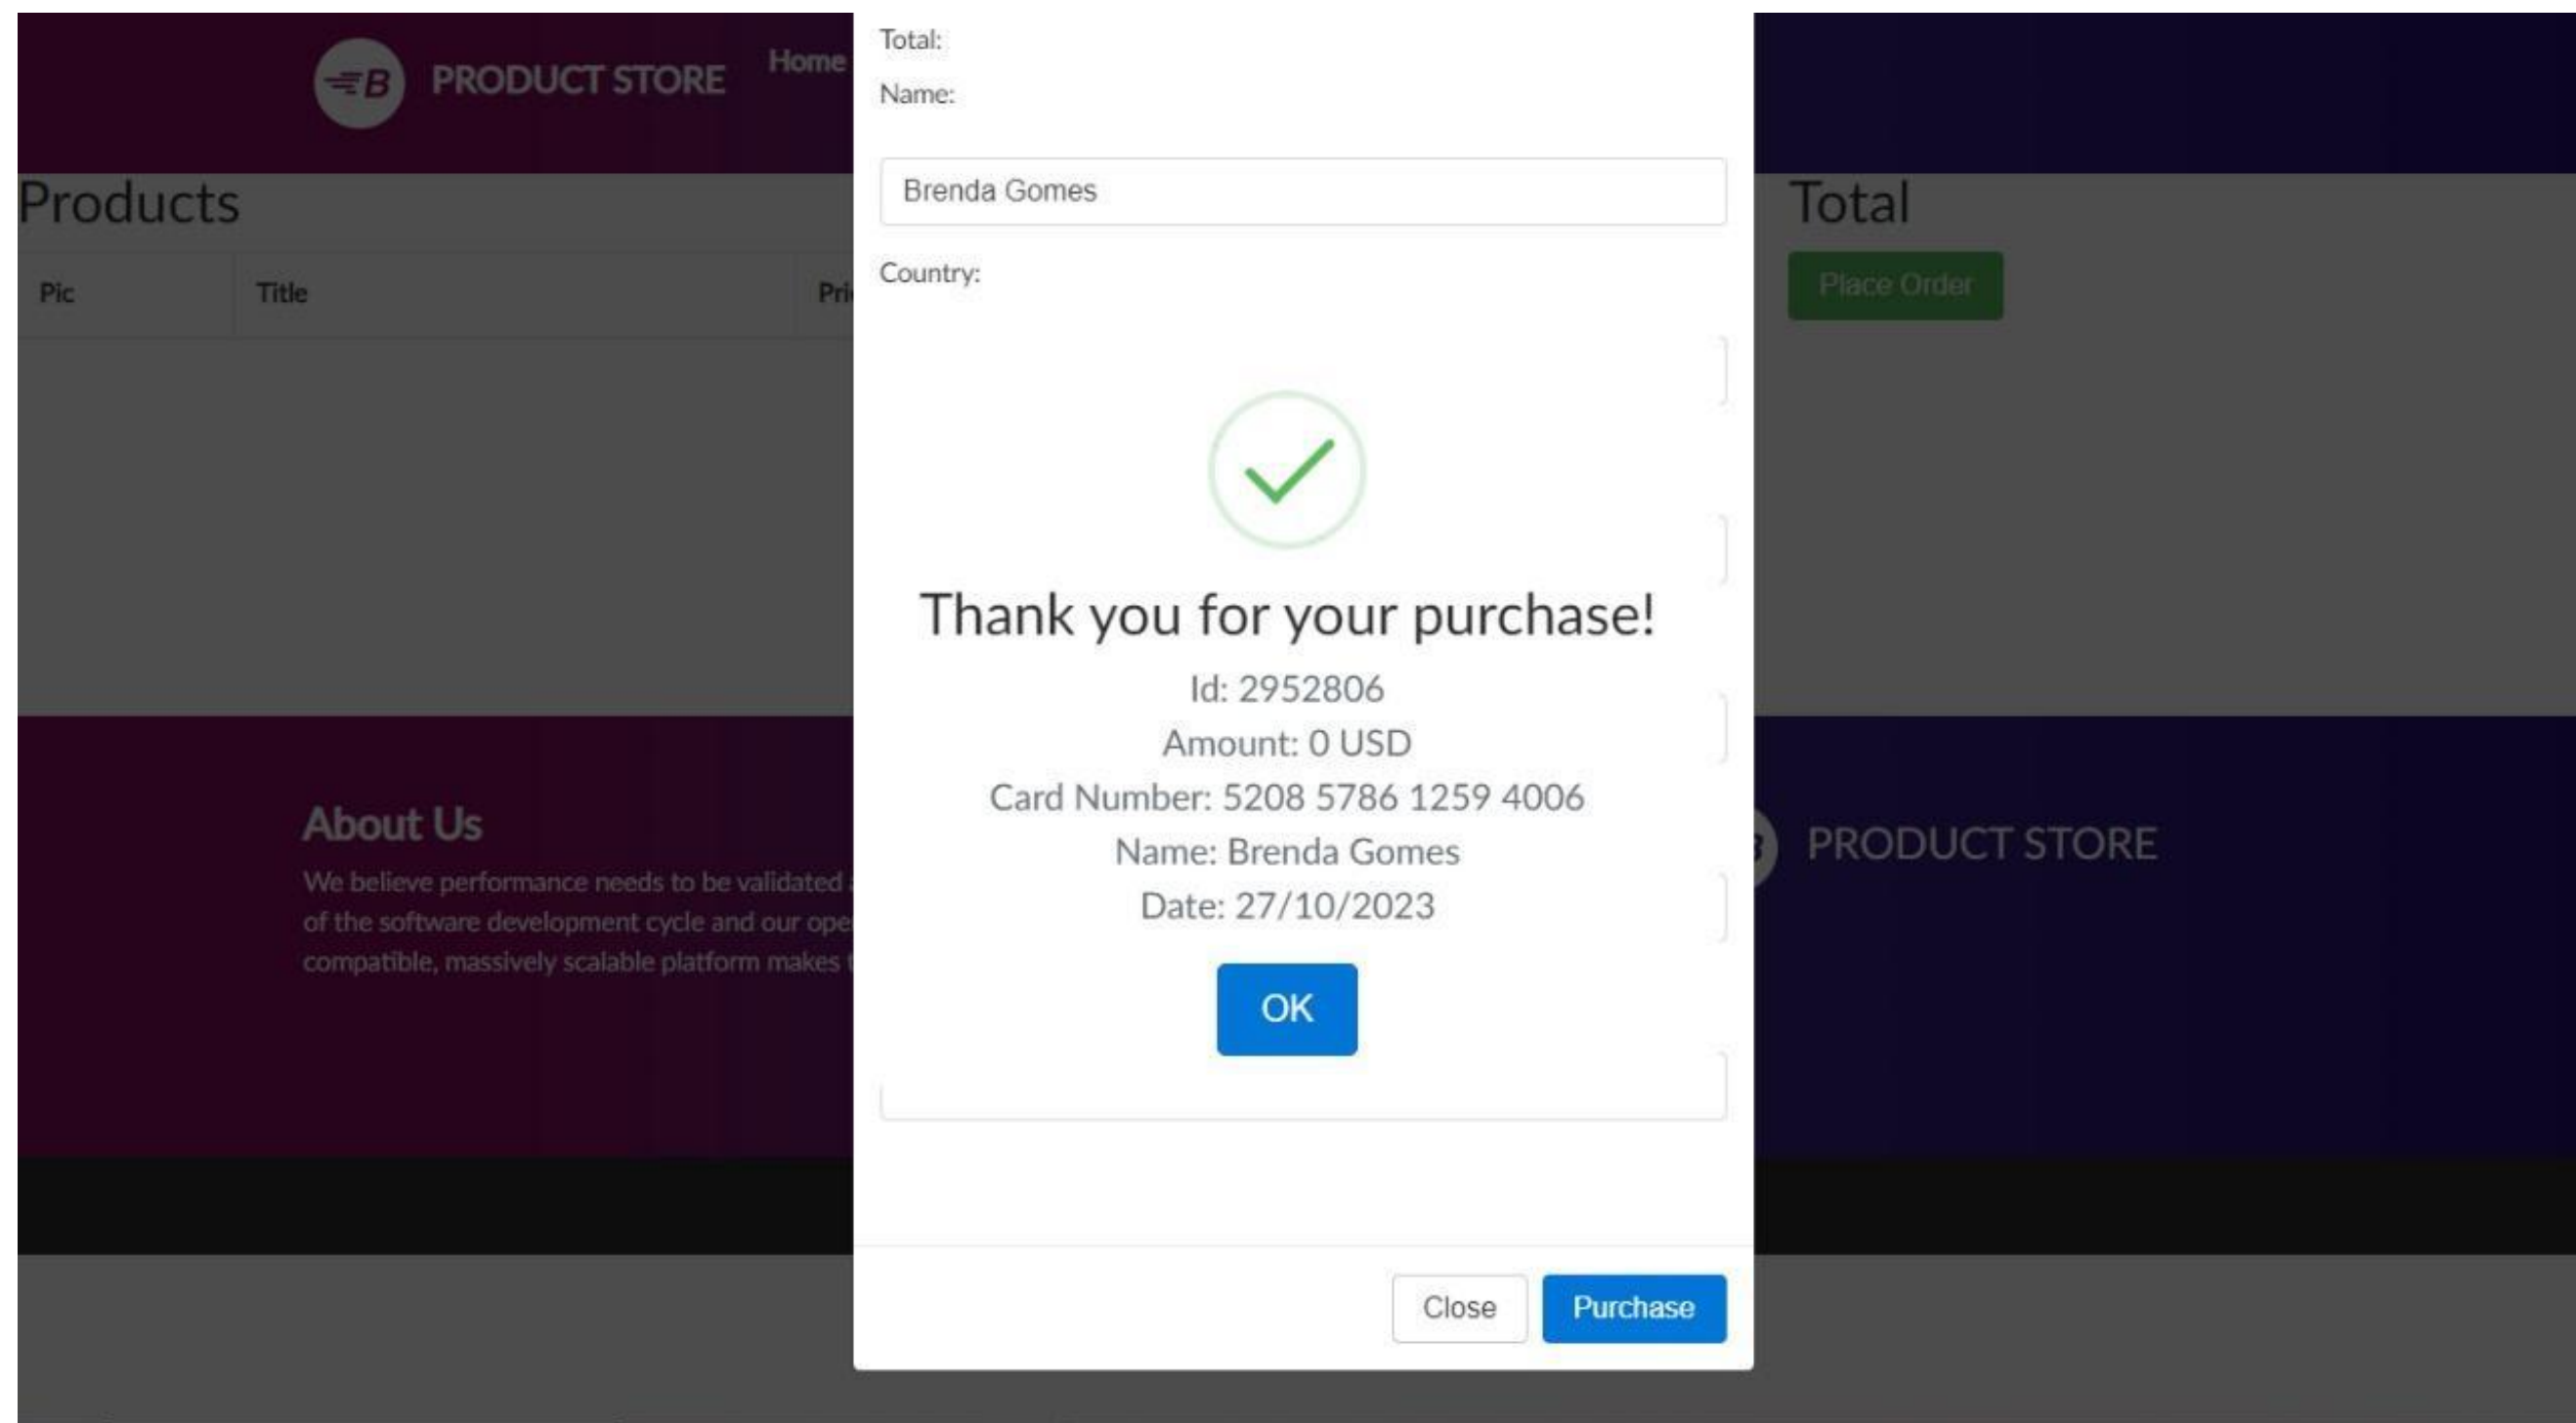 B PRODUCT STORE Home
Products
Pic Title
Total:
Name:
Brenda Gomes
Country:
Total
Place Order
Thank you for your purchase!
Id: 2952806
Amount: 0 USD
Card Number: 5208 5786 1259 4006
Name: Brenda Gomes
Date: 27/10/2023
OK
About Us
We believe performance needs to be validated
of the software development cycle and our
compatible, massively scalable platform makes
PRODUCT STORE
Close Purchase